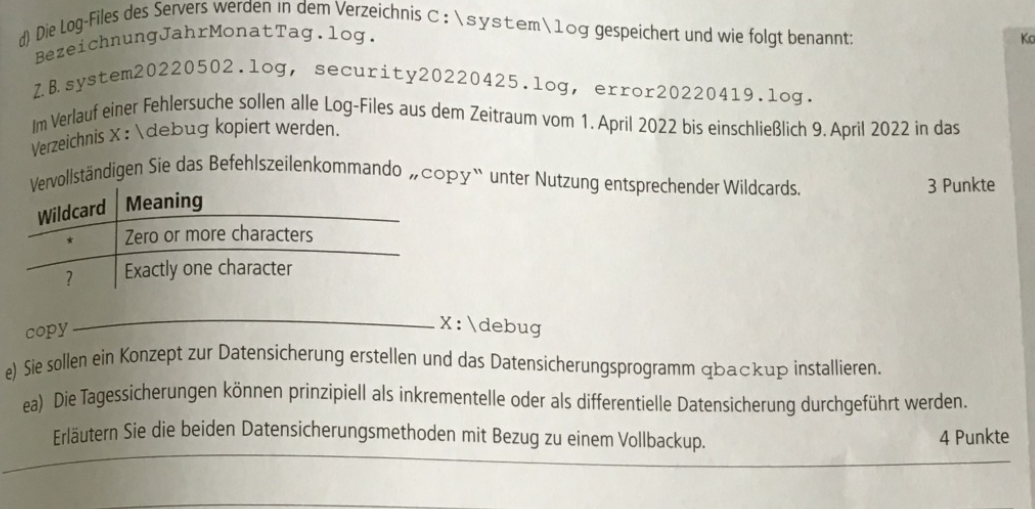 d) Die Log-Files des Servers werden in dem Verzeichnis C:\system\log gespeichert und wie folgt benannt:
BezeichnungJahrMonatTag.log.
Z. B. system20220502.log, security20220425.log, error20220419.log.
Im Verlauf einer Fehlersuche sollen alle Log-Files aus dem Zeitraum vom 1. April 2022 bis einschließlich 9. April 2022 in das
Verzeichnis X:\debug kopiert werden.
Vervollständigen Sie das Befehlszeilenkommando „copy“ unter Nutzung entsprechender Wildcards. 3 Punkte
Wildcard Meaning
* Zero or more characters
? Exactly one character
copy X:\debug
e) Sie sollen ein Konzept zur Datensicherung erstellen und das Datensicherungsprogramm qbackup installieren.
ea) Die Tagessicherungen können prinzipiell als inkrementelle oder als differentielle Datensicherung durchgeführt werden.
Erläutern Sie die beiden Datensicherungsmethoden mit Bezug zu einem Vollbackup. 4 Punkte